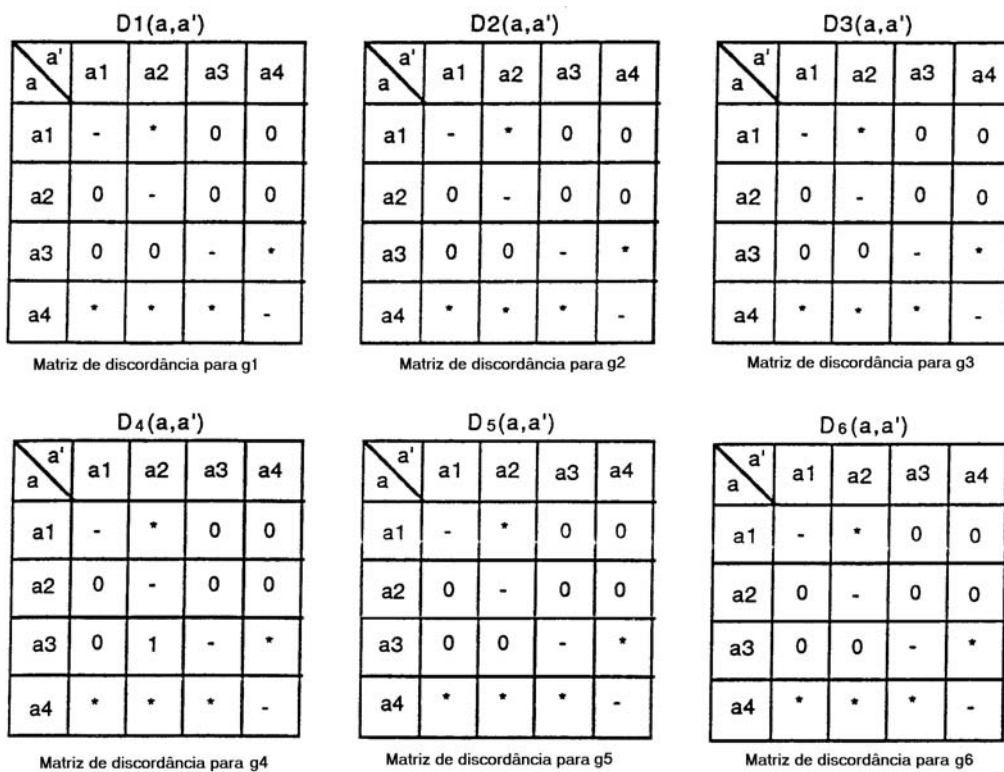 D1(a,a') D2(a,a') D3(a,a')
a' a1 a2 a3 a4 a' a1 a2 a3 a4 a' a1 a2 a3 a4
a a a
a1 - * 0 0 a1 - * 0 0 a1 - * 0 0
a2 0 - 0 0 a2 0 - 0 0 a2 0 - 0 0
a3 0 0 - * a3 0 0 - * a3 0 0 - *
a4 * * * - a4 * * * - a4 * * * -
Matriz de discordância para g1 Matriz de discordância para g2 Matriz de discordância para g3
D4(a,a') D5(a,a') D6(a,a')
a' a1 a2 a3 a4 a' a1 a2 a3 a4 a' a1 a2 a3 a4
a a a
a1 - * 0 0 a1 - * 0 0 a1 - * 0 0
a2 0 - 0 0 a2 0 - 0 0 a2 0 - 0 0
a3 0 1 - * a3 0 0 - * a3 0 0 - *
a4 * * * - a4 * * * - a4 * * * -
Matriz de discordância para g4 Matriz de discordância para g5 Matriz de discordância para g6